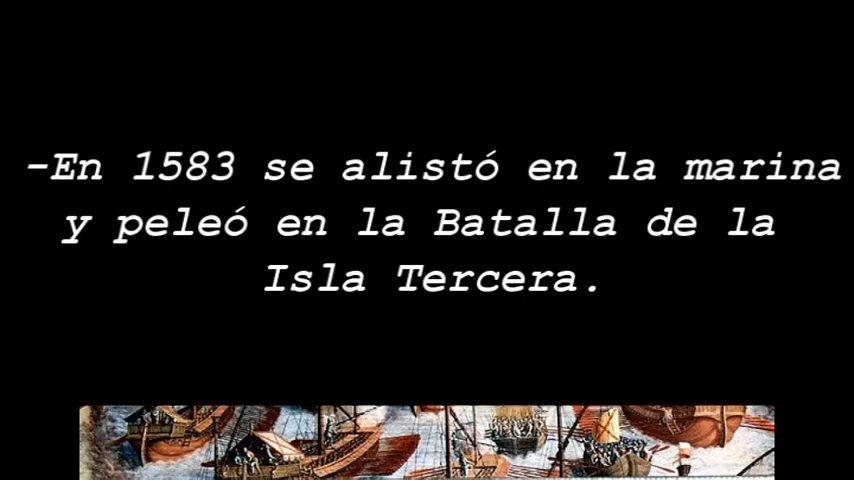 -En 1583 se alistó en la marina
y peleó en la Batalla de la
Isla Tercera.